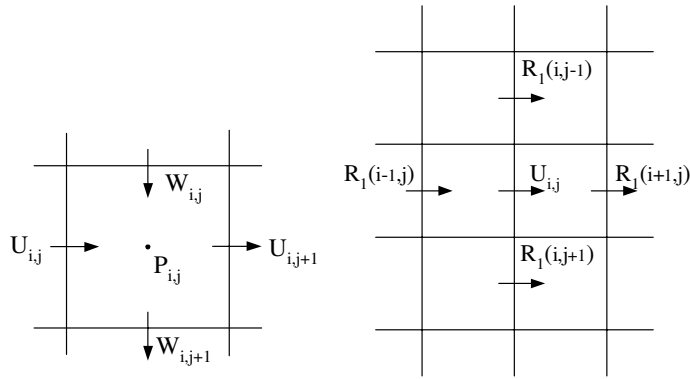 W_{i,j}
U_{i,j}
P_{i,j}
U_{i,j+1}
W_{i,j+1}
R_1(i,j-1)
R_1(i-1,j)
U_{i,j}
R_1(i+1,j)
R_1(i,j+1)